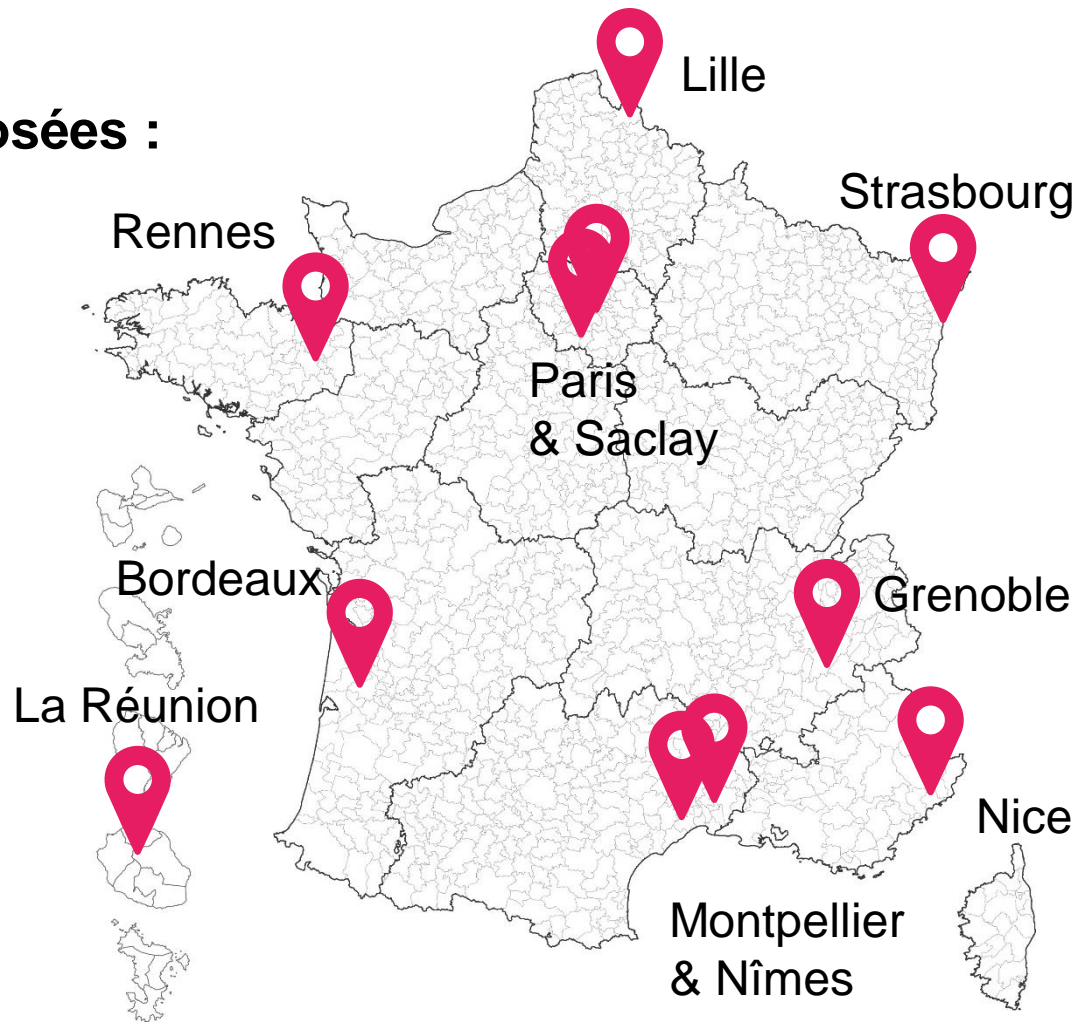 Lille
osées :
Strasbourg
Rennes
Paris
& Saclay
Bordeaux
Grenoble
La Réunion
Nice
Montpellier
& Nîmes